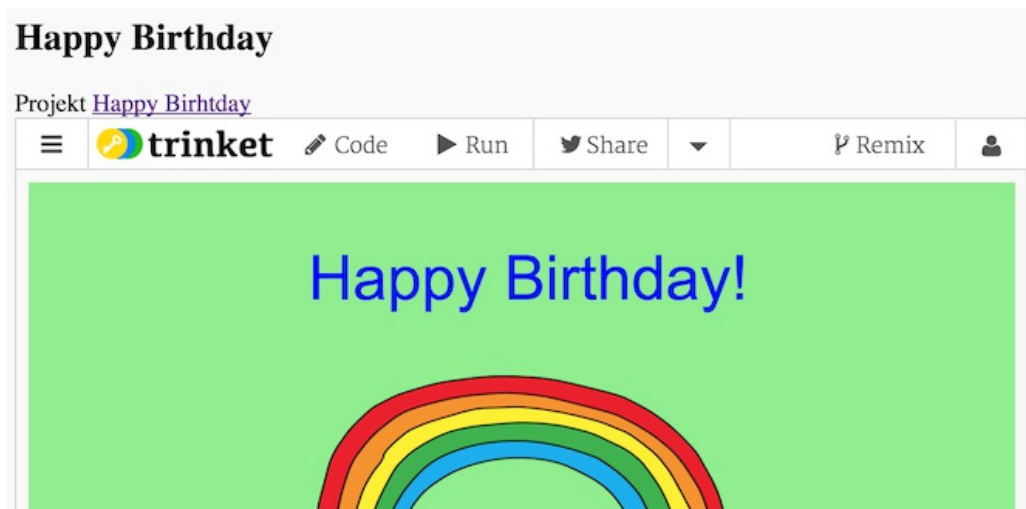 Happy Birthday
Projekt Happy Birhtday
trinket Code Run Share Remix
Happy Birthday!